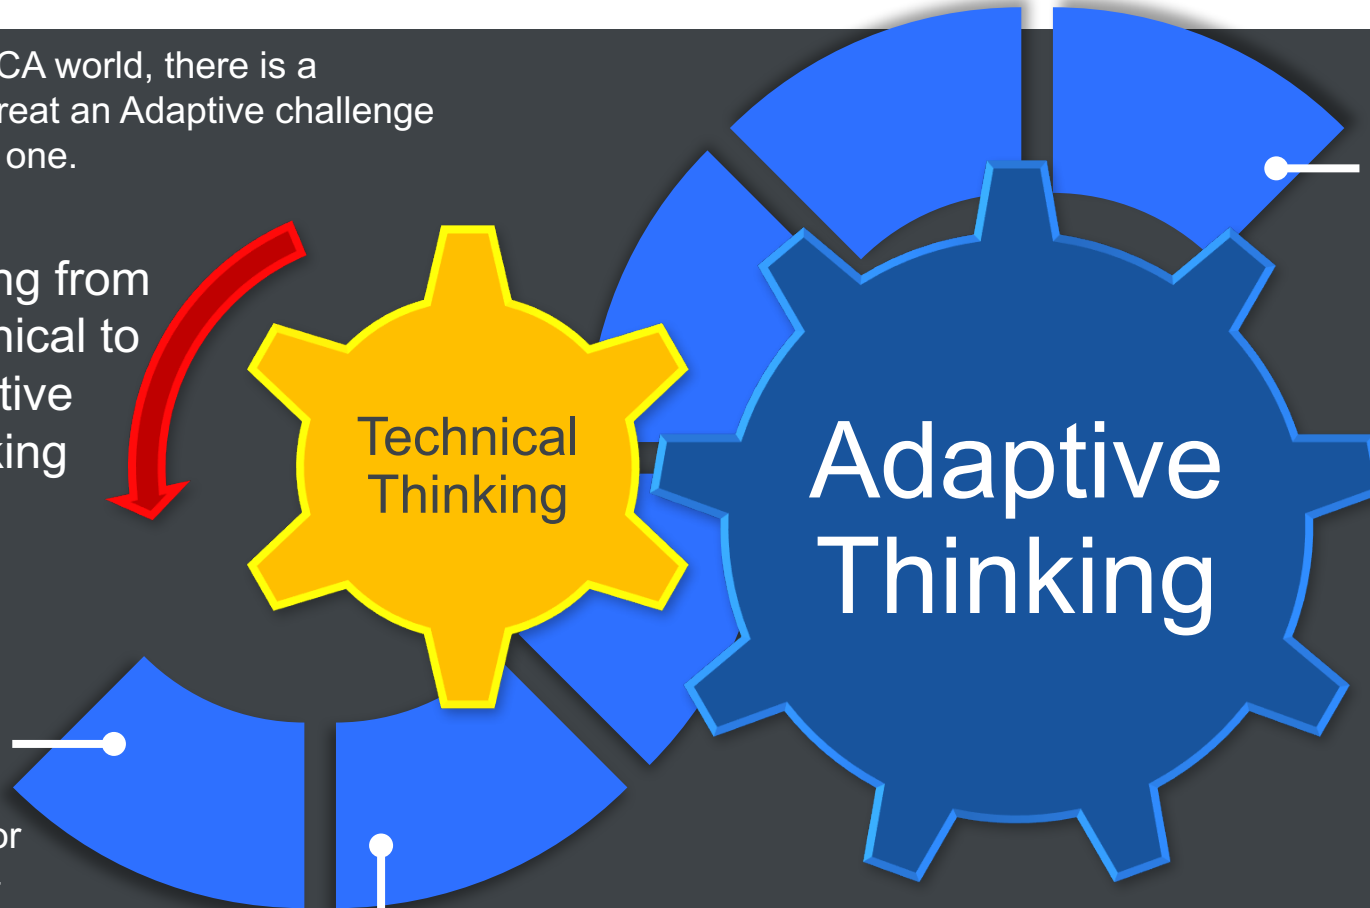 CA world, there is a
reat an Adaptive challenge
one.
ng from
nical to
tive
king
Technical
Thinking
Adaptive
Thinking
or